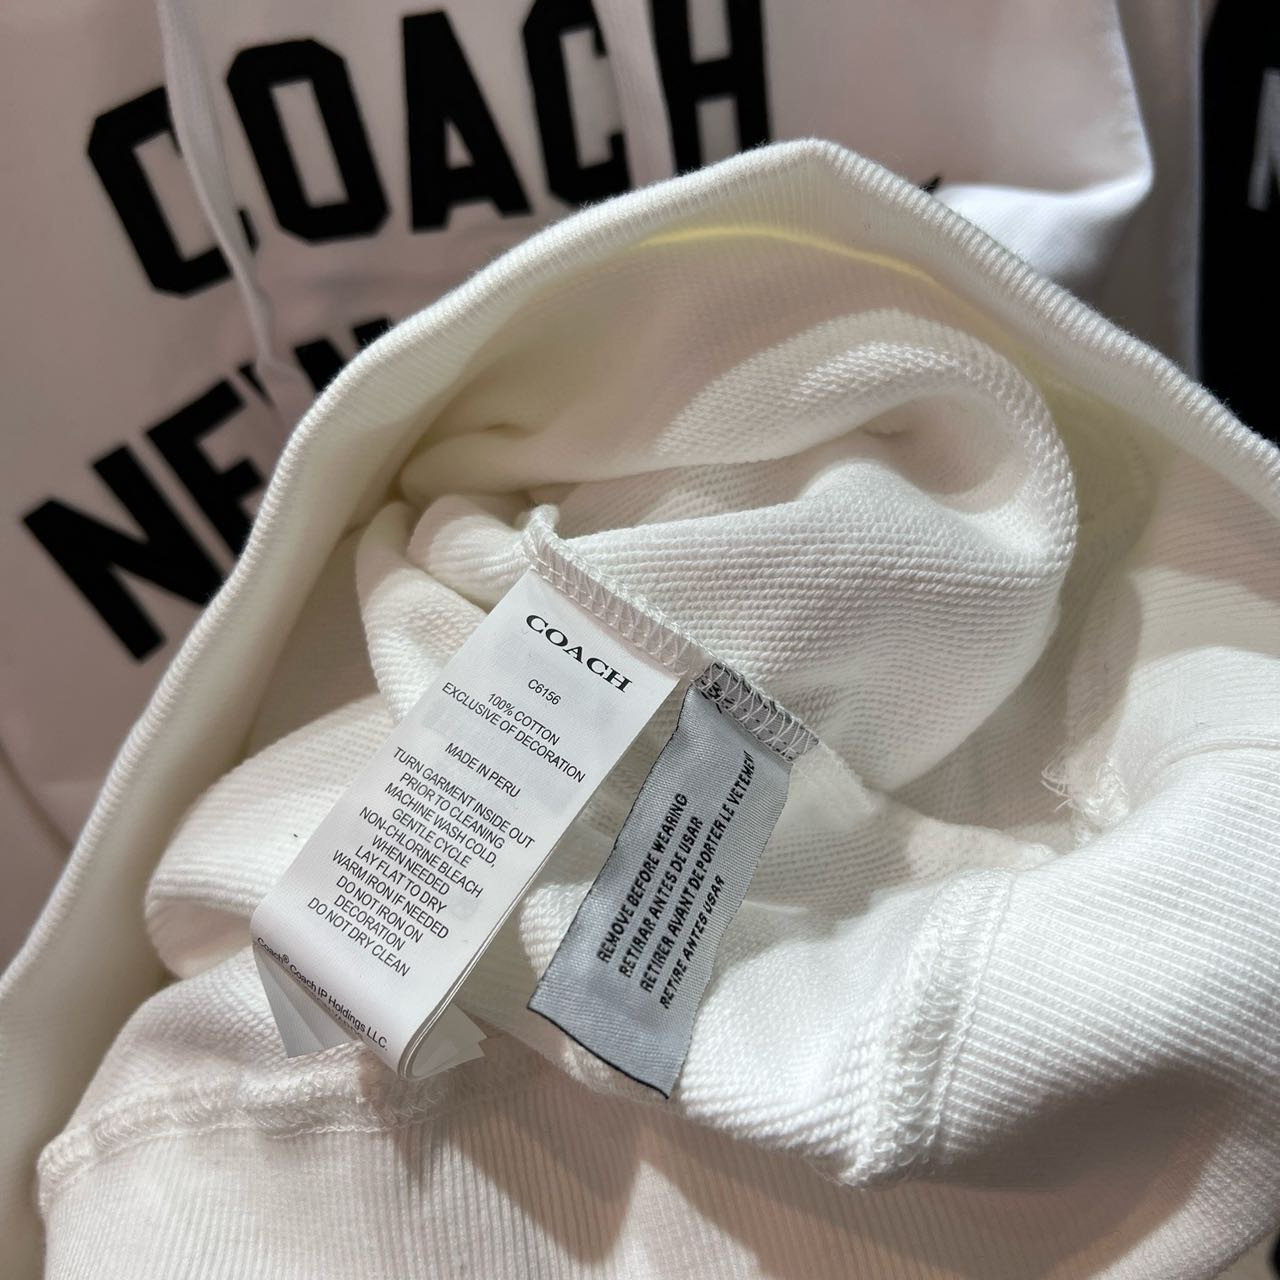 COACH
COACH
C6156
100% COTTON
EXCLUSIVE OF DECORATION
MADE IN PERU
TURN GARMENT INSIDE OUT
PRIOR TO CLEANING
MACHINE WASH COLD,
GENTLE CYCLE
NON-CHLORINE BLEACH
WHEN NEEDED
LAY FLAT TO DRY
WARM IRON IF NEEDED
DO NOT IRON ON
DECORATION
DO NOT DRY CLEAN
Coach® Coach IP Holdings LLC.
REMOVE BEFORE WEARING
RETIRAR ANTES DE USAR
RETIRER AVANT DE PORTER LE VETEMENT
RETIRE ANTES USAR